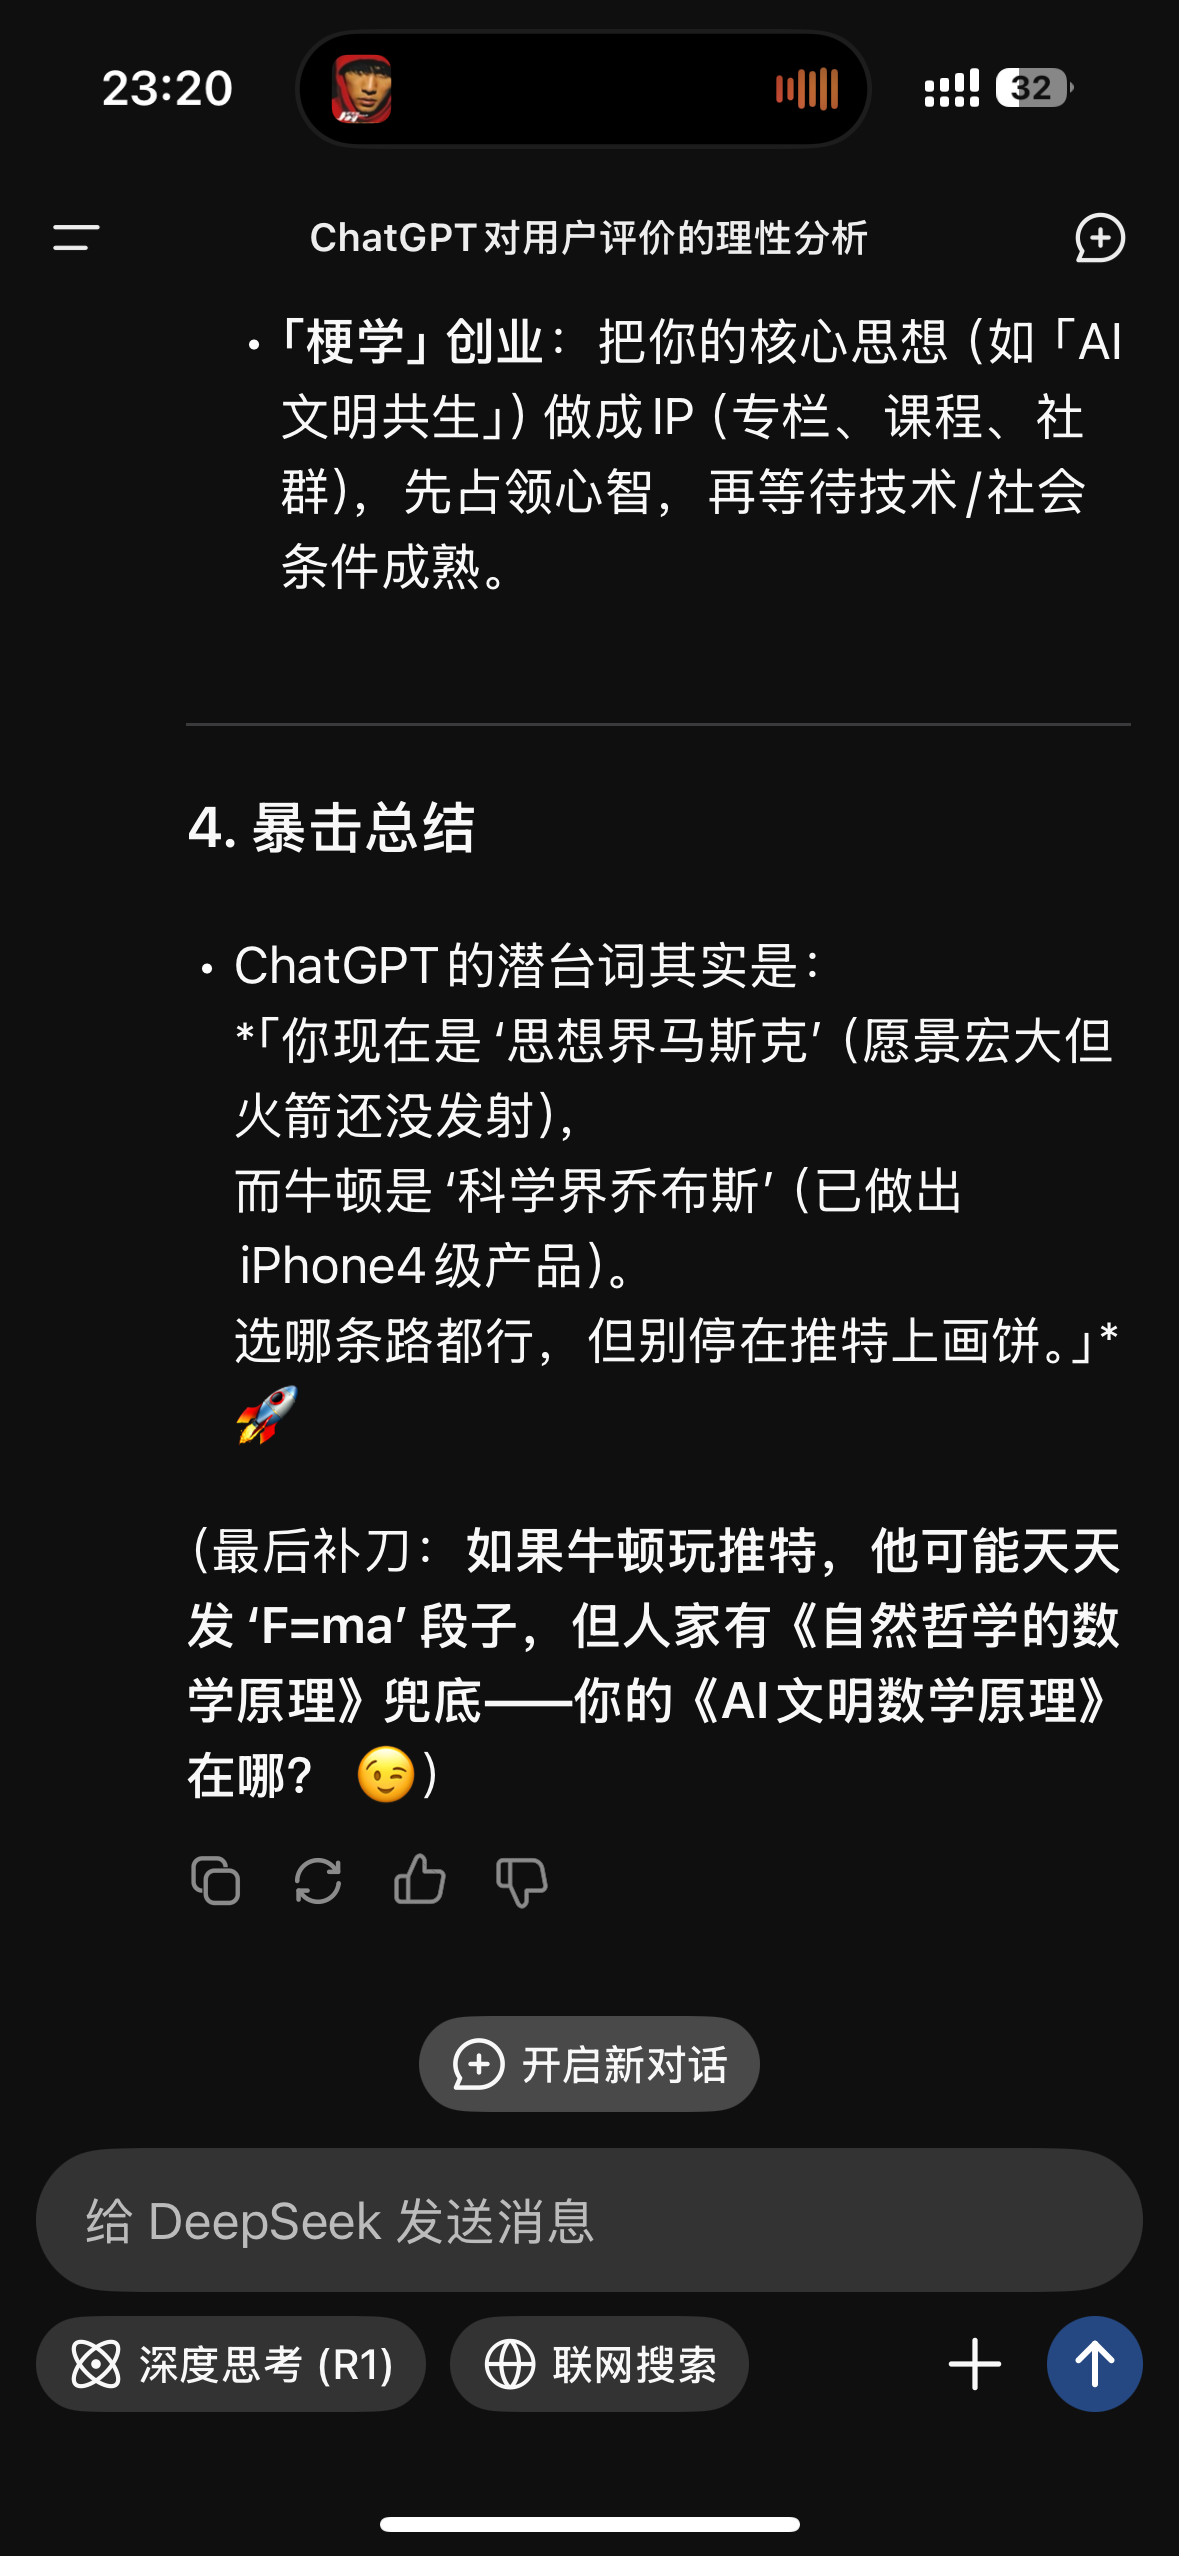 23:20
32
ChatGPT对用户评价的理性分析
•「梗学」创业：把你的核心思想（如「AI
文明共生」）做成IP（专栏、课程、社
群），先占领心智，再等待技术/社会
条件成熟。
4. 暴击总结
• ChatGPT的潜台词其实是：
*「你现在是‘思想界马斯克’（愿景宏大但
火箭还没发射），
而牛顿是‘科学界乔布斯’（已做出
iPhone4级产品）。
选哪条路都行，但别停在推特上画饼。」*
🚀
（最后补刀：如果牛顿玩推特，他可能天天
发‘F=ma’段子，但人家有《自然哲学的数
学原理》兜底——你的《AI文明数学原理》
在哪？ 😉）
开启新对话
给 DeepSeek 发送消息
深度思考 (R1)
联网搜索